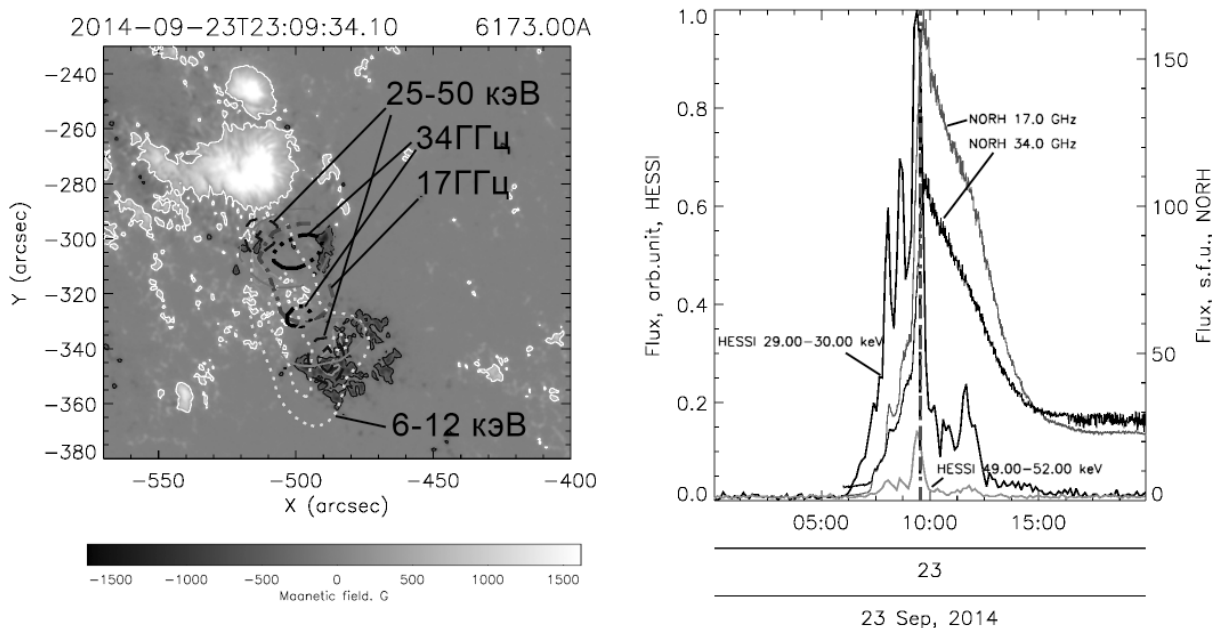 2014-09-23T23:09:34.10 6173.00A
-240
-260
-280
-300
-320
-340
-360
-380
Y (arcsec)
25-50 кэВ
34ГГц
17ГГц
6-12 кэВ
-550 -500 -450 -400
X (arcsec)
-1500 -1000 -500 0 500 1000 1500
Magnetic field, G
1.0
0.8
0.6
0.4
0.2
0.0
Flux, arb.unit, HESSI
NORH 17.0 GHz
NORH 34.0 GHz
HESSI 29.00-30.00 keV
HESSI 49.00-52.00 keV
150
100
50
0
Flux, s.f.u., NORH
05:00 10:00 15:00
23
23 Sep, 2014